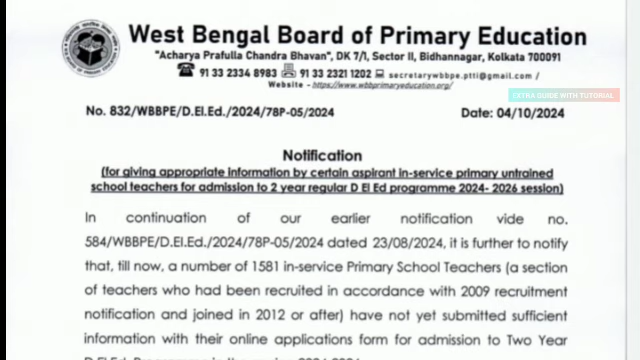 West Bengal Board of Primary Education
"Acharya Prafulla Chandra Bhavan", DK 7/1, Sector II, Bidhannagar, Kolkata 700091
91 33 2334 8983 91 33 2321 1202 secretarywbbpe.ptti@gmail.com /
Website - https://www.wbbprimaryeducation.org/
EXTRA GUIDE WITH TUTORIAL
No. 832/WBBPE/D.El.Ed./2024/78P-05/2024 Date: 04/10/2024
Notification
(for giving appropriate information by certain aspirant in-service primary untrained
school teachers for admission to 2 year regular D El Ed programme 2024- 2026 session)
In continuation of our earlier notification vide no.
584/WBBPE/D.El.Ed./2024/78P-05/2024 dated 23/08/2024, it is further to notify
that, till now, a number of 1581 in-service Primary School Teachers (a section
of teachers who had been recruited in accordance with 2009 recruitment
notification and joined in 2012 or after) have not yet submitted sufficient
information with their online applications form for admission to Two Year